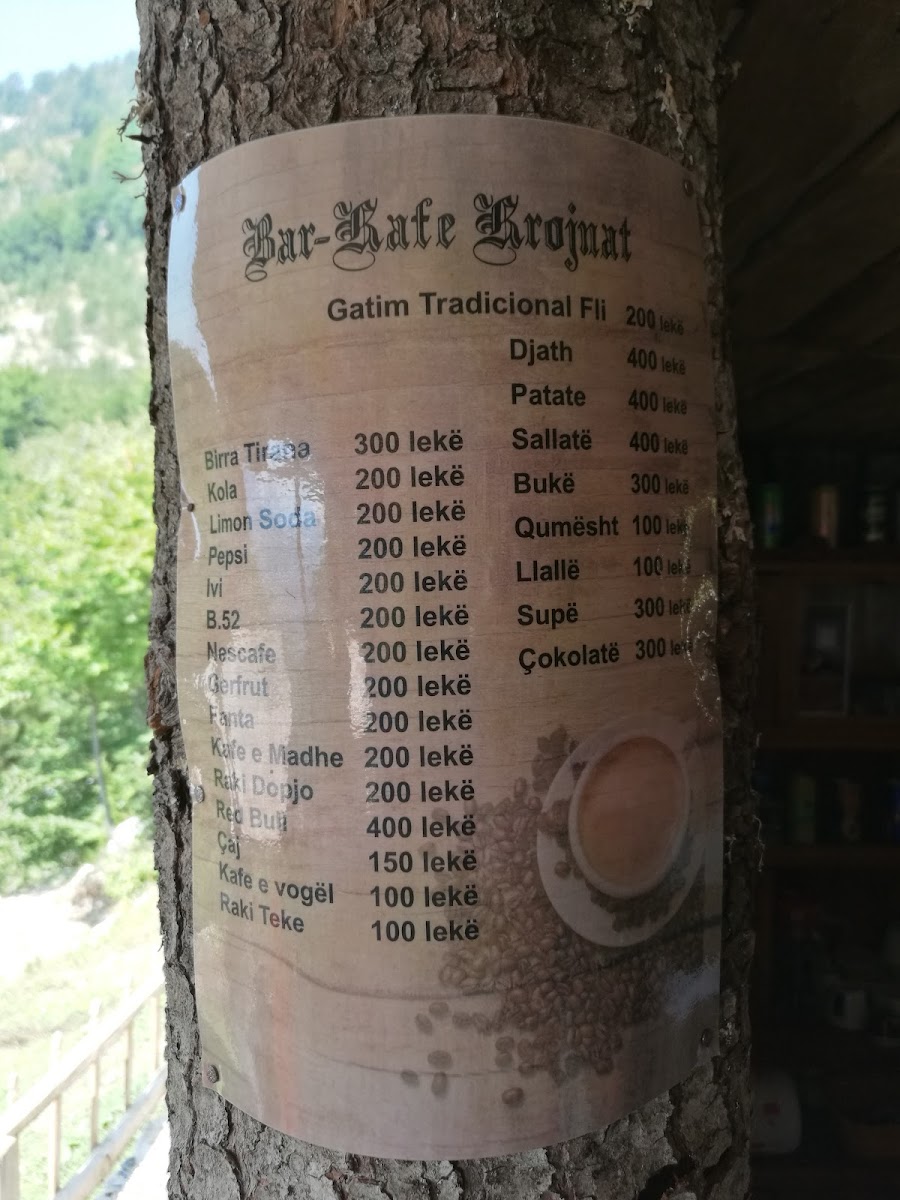 Bar-Kafe Krojnat
Gatim Tradicional Fli 200 lekë
Djath 400 lekë
Patate 400 lekë
Sallatë 400 lekë
Bukë 300 lekë
Qumësht 100 lekë
Llallë 100 lekë
Supë 300 lekë
Çokolatë 300 lekë
Birra Tirana 300 lekë
Kola 200 lekë
Limon Soda 200 lekë
Pepsi 200 lekë
Ivi 200 lekë
B.52 200 lekë
Nescafe 200 lekë
Gerfrut 200 lekë
Fanta 200 lekë
Kafe e Madhe 200 lekë
Raki Dopjo 200 lekë
Red Bull 400 lekë
Çaj 150 lekë
Kafe e vogël 100 lekë
Raki Teke 100 lekë